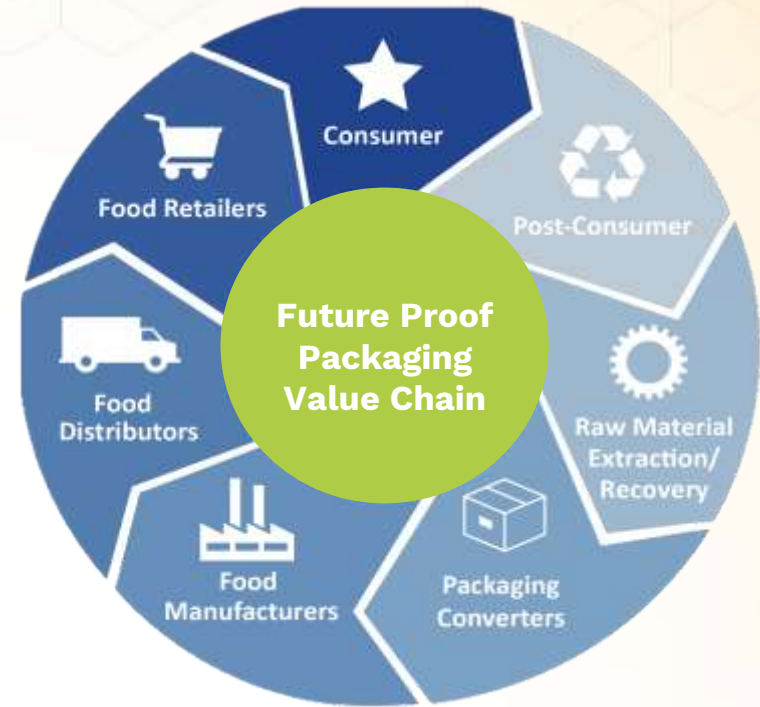 Consumer
Post-Consumer
Raw Material
Extraction/
Recovery
Packaging
Converters
Food
Manufacturers
Food
Distributors
Food Retailers
Future Proof
Packaging
Value Chain